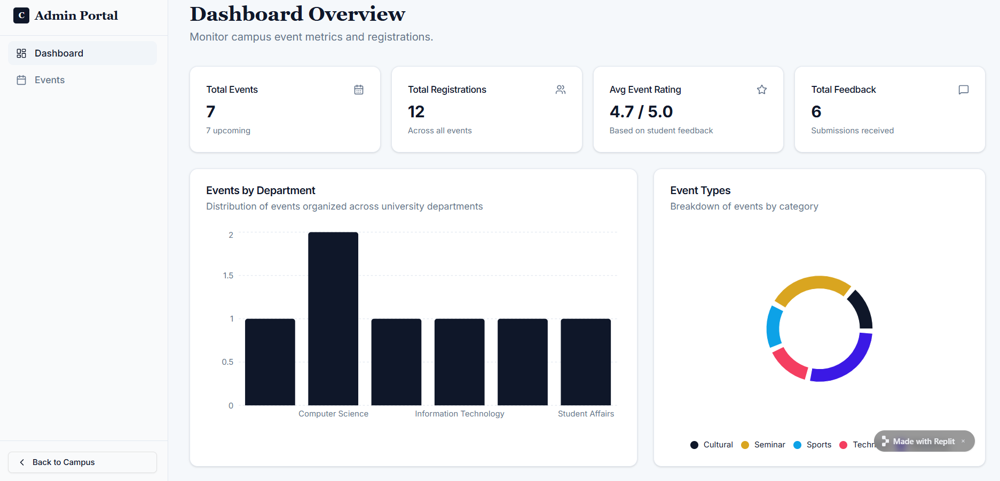 C Admin Portal
Dashboard
Events
Back to Campus
Dashboard Overview
Monitor campus event metrics and registrations.
Total Events
7
7 upcoming
Total Registrations
12
Across all events
Avg Event Rating
4.7 / 5.0
Based on student feedback
Total Feedback
6
Submissions received
Events by Department
Distribution of events organized across university departments
2
1.5
1
0.5
0
Computer Science Information Technology Student Affairs
Event Types
Breakdown of events by category
Cultural Seminar Sports Techn
Made with Replit ×